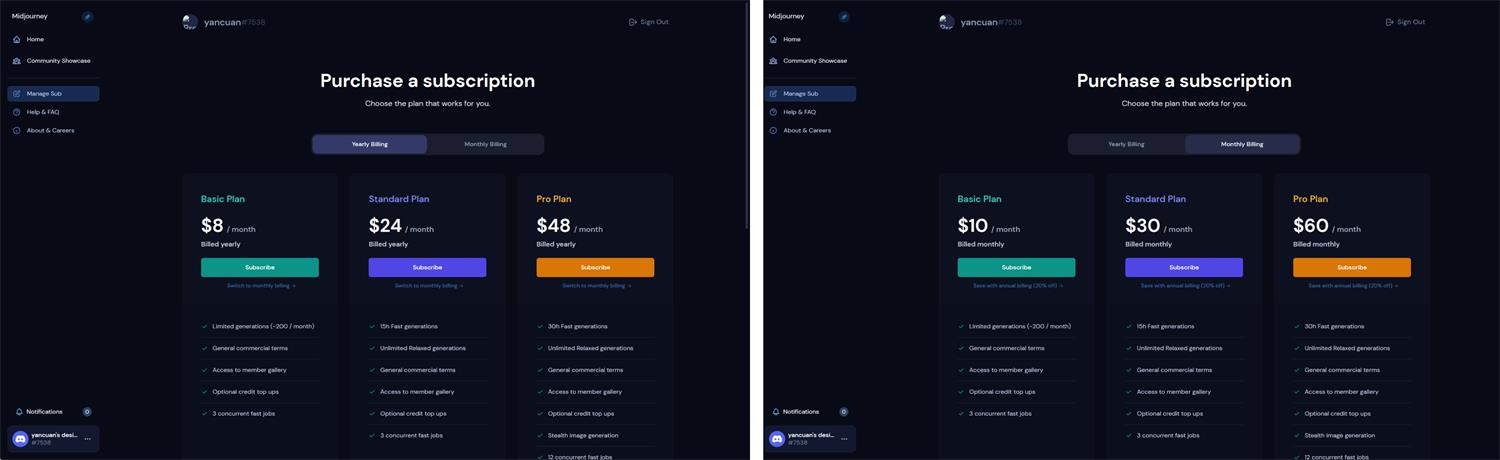 Midjourney
Home
Community Showcase
Manage Sub
Help & FAQ
About & Careers
Notifications 0
yancuan's desi...
#7538
yancuan#7538
Sign Out
Purchase a subscription
Choose the plan that works for you.
Yearly Billing Monthly Billing
Basic Plan
$8 / month
Billed yearly
Subscribe
Switch to monthly billing →
Limited generations (~200 / month)
General commercial terms
Access to member gallery
Optional credit top ups
3 concurrent fast jobs
Standard Plan
$24 / month
Billed yearly
Subscribe
Switch to monthly billing →
15h Fast generations
Unlimited Relaxed generations
General commercial terms
Access to member gallery
Optional credit top ups
3 concurrent fast jobs
Pro Plan
$48 / month
Billed yearly
Subscribe
Switch to monthly billing →
30h Fast generations
Unlimited Relaxed generations
General commercial terms
Access to member gallery
Optional credit top ups
Stealth image generation
12 concurrent fast jobs
Midjourney
Home
Community Showcase
Manage Sub
Help & FAQ
About & Careers
Notifications 0
yancuan's desi...
#7538
yancuan#7538
Sign Out
Purchase a subscription
Choose the plan that works for you.
Yearly Billing Monthly Billing
Basic Plan
$10 / month
Billed monthly
Subscribe
Save with annual billing (20% off) →
Limited generations (~200 / month)
General commercial terms
Access to member gallery
Optional credit top ups
3 concurrent fast jobs
Standard Plan
$30 / month
Billed monthly
Subscribe
Save with annual billing (20% off) →
15h Fast generations
Unlimited Relaxed generations
General commercial terms
Access to member gallery
Optional credit top ups
3 concurrent fast jobs
Pro Plan
$60 / month
Billed monthly
Subscribe
Save with annual billing (20% off) →
30h Fast generations
Unlimited Relaxed generations
General commercial terms
Access to member gallery
Optional credit top ups
Stealth image generation
12 concurrent fast jobs